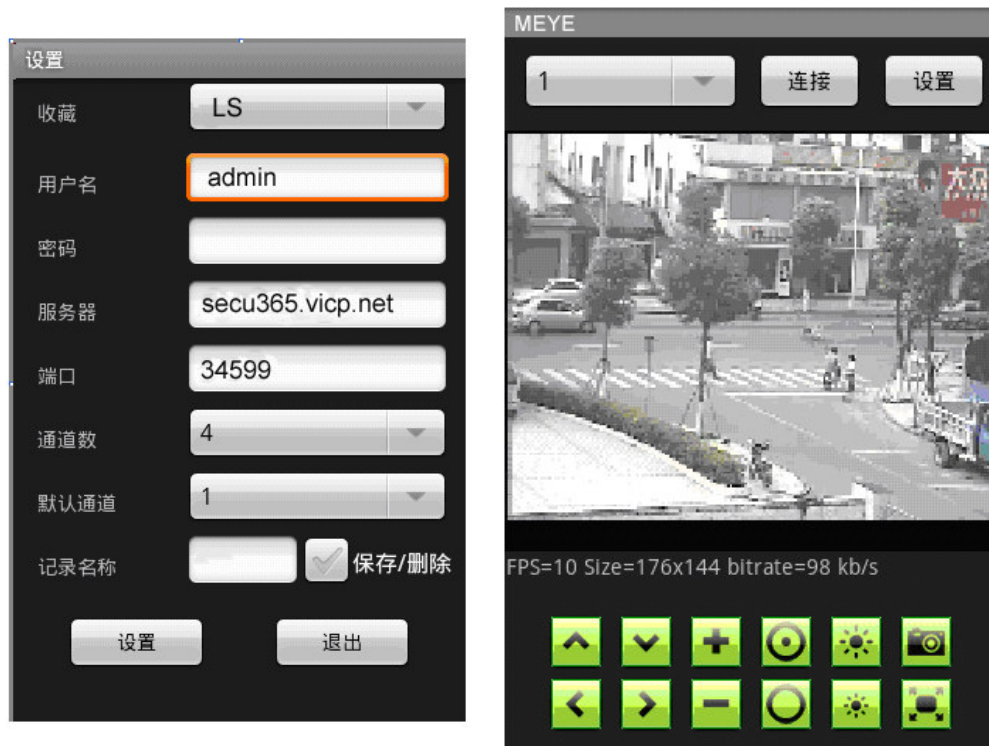 设置
收藏
LS
用户名
admin
密码
服务器
secu365.vicp.net
端口
34599
通道数
4
默认通道
1
记录名称
保存/删除
设置
退出
MEYE
1
连接
设置
大众
FPS=10 Size=176x144 bitrate=98 kb/s